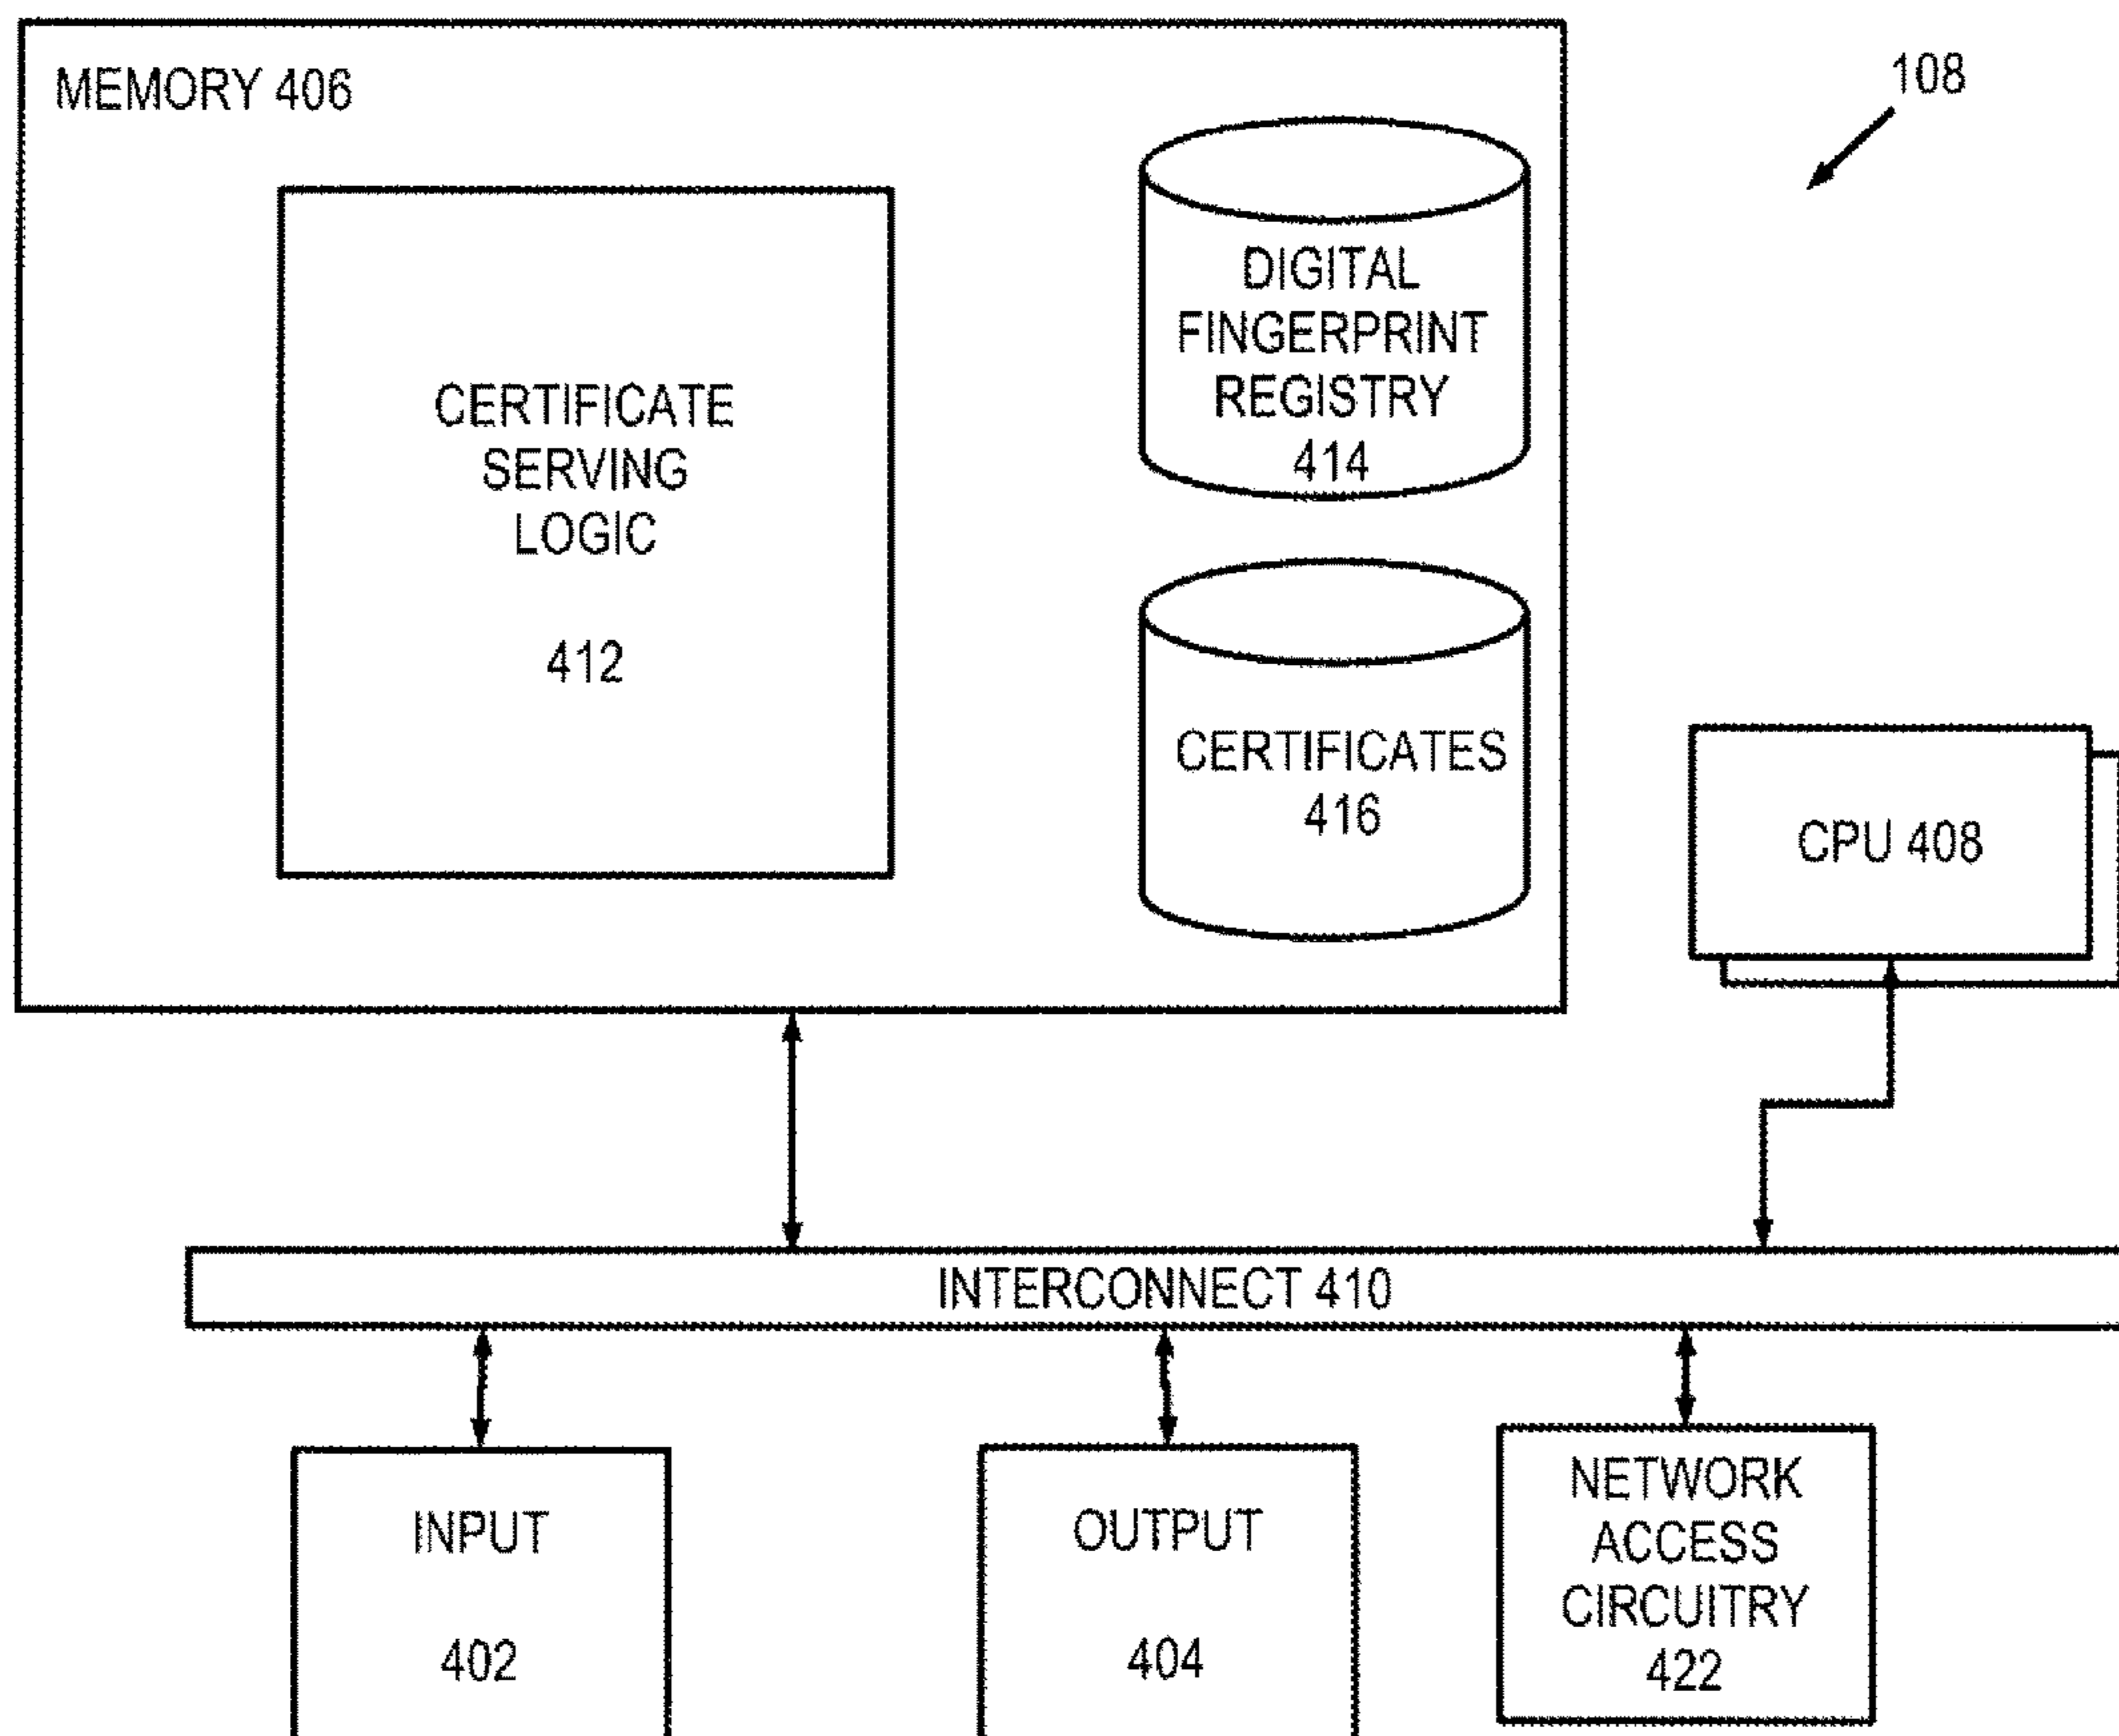 MEMORY 406
108
DIGITAL
FINGERPRINT
REGISTRY
414
CERTIFICATE
SERVING
LOGIC
412
CERTIFICATES
416
CPU 408
INTERCONNECT 410
INPUT
402
OUTPUT
404
NETWORK
ACCESS
CIRCUITRY
422